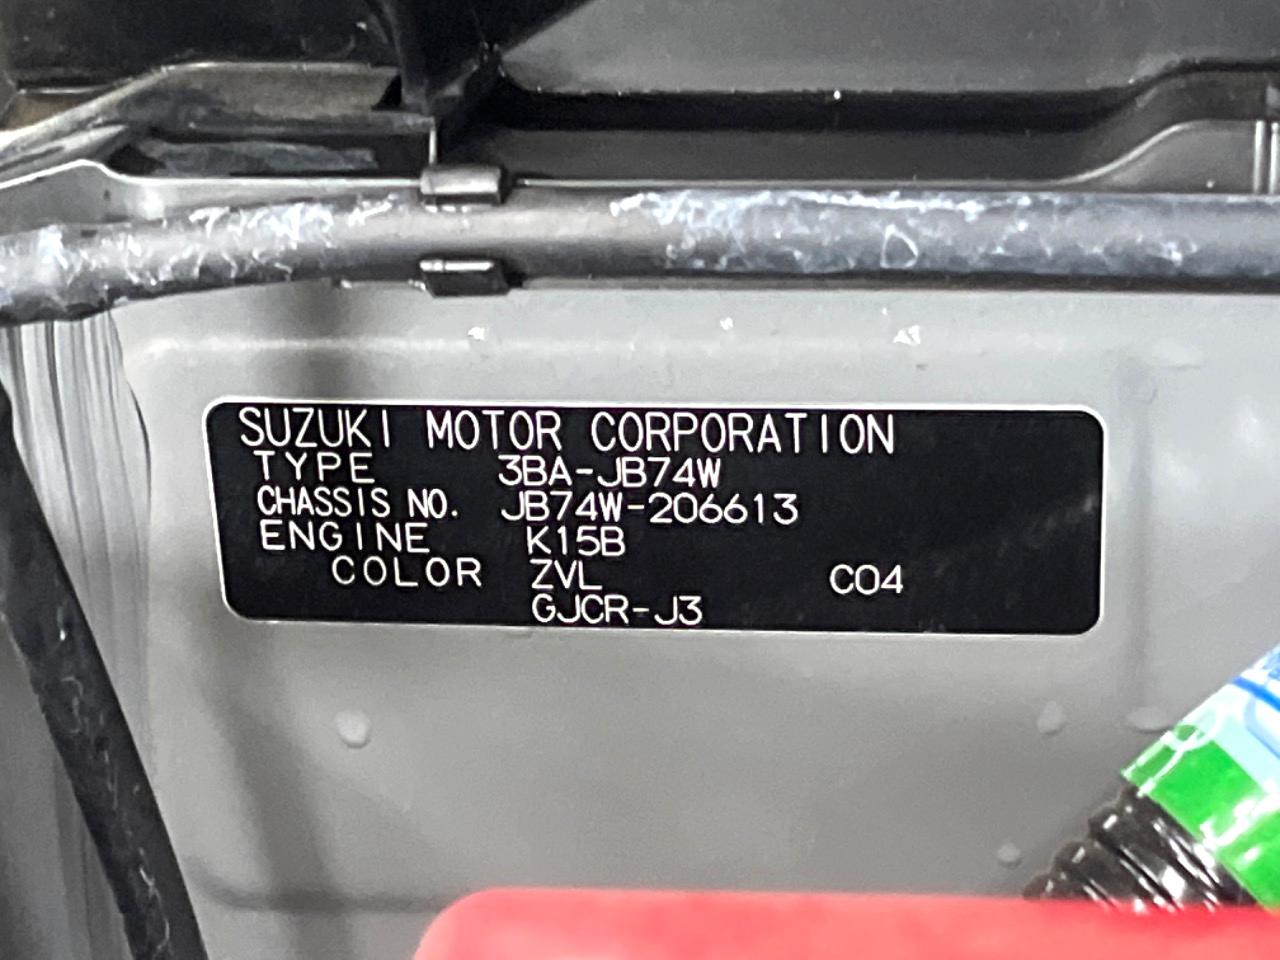 SUZUKI MOTOR CORPORATION
TYPE 3BA-JB74W
CHASSIS NO. JB74W-206613
ENGINE K15B
COLOR ZVL C04
GJCR-J3